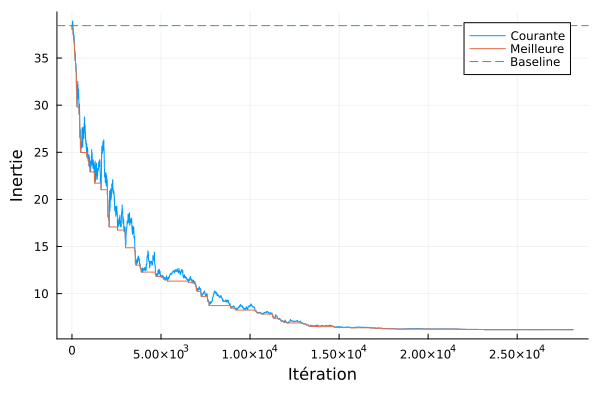 Courante
Meilleure
Baseline
35
30
25
20
15
10
Inertie
0
5.00×10³
1.00×10⁴
1.50×10⁴
2.00×10⁴
2.50×10⁴
Itération